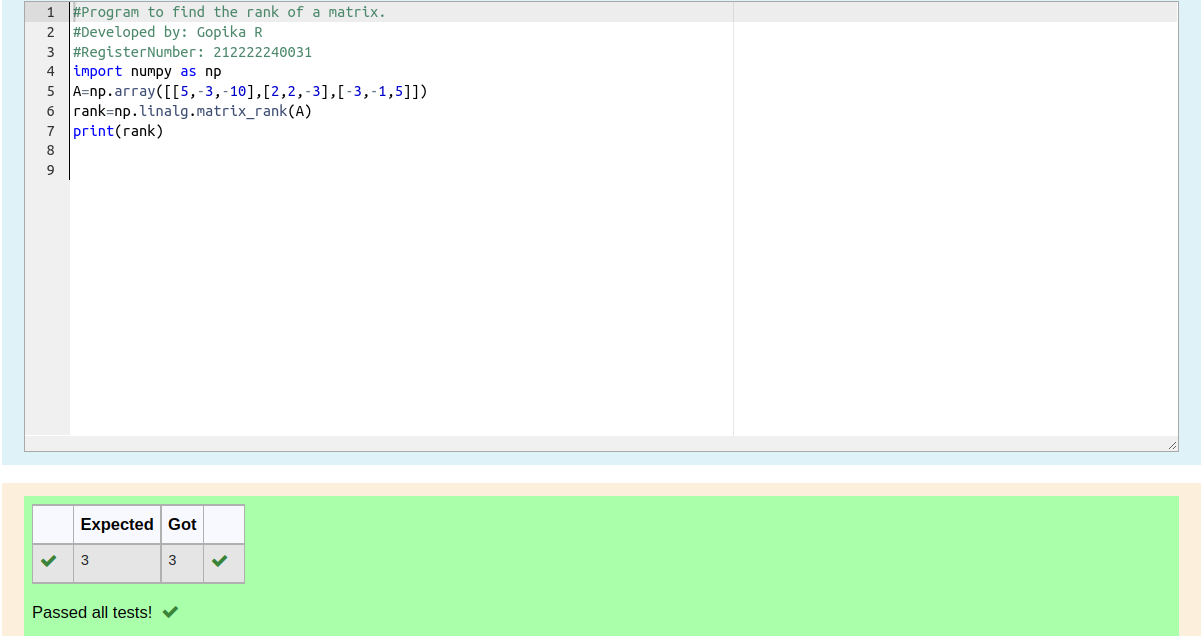 1 #Program to find the rank of a matrix.
2 #Developed by: Gopika R
3 #RegisterNumber: 212222240031
4 import numpy as np
5 A=np.array([[5,-3,-10],[2,2,-3],[-3,-1,5]])
6 rank=np.linalg.matrix_rank(A)
7 print(rank)
8
9
Expected Got
3 3
Passed all tests!